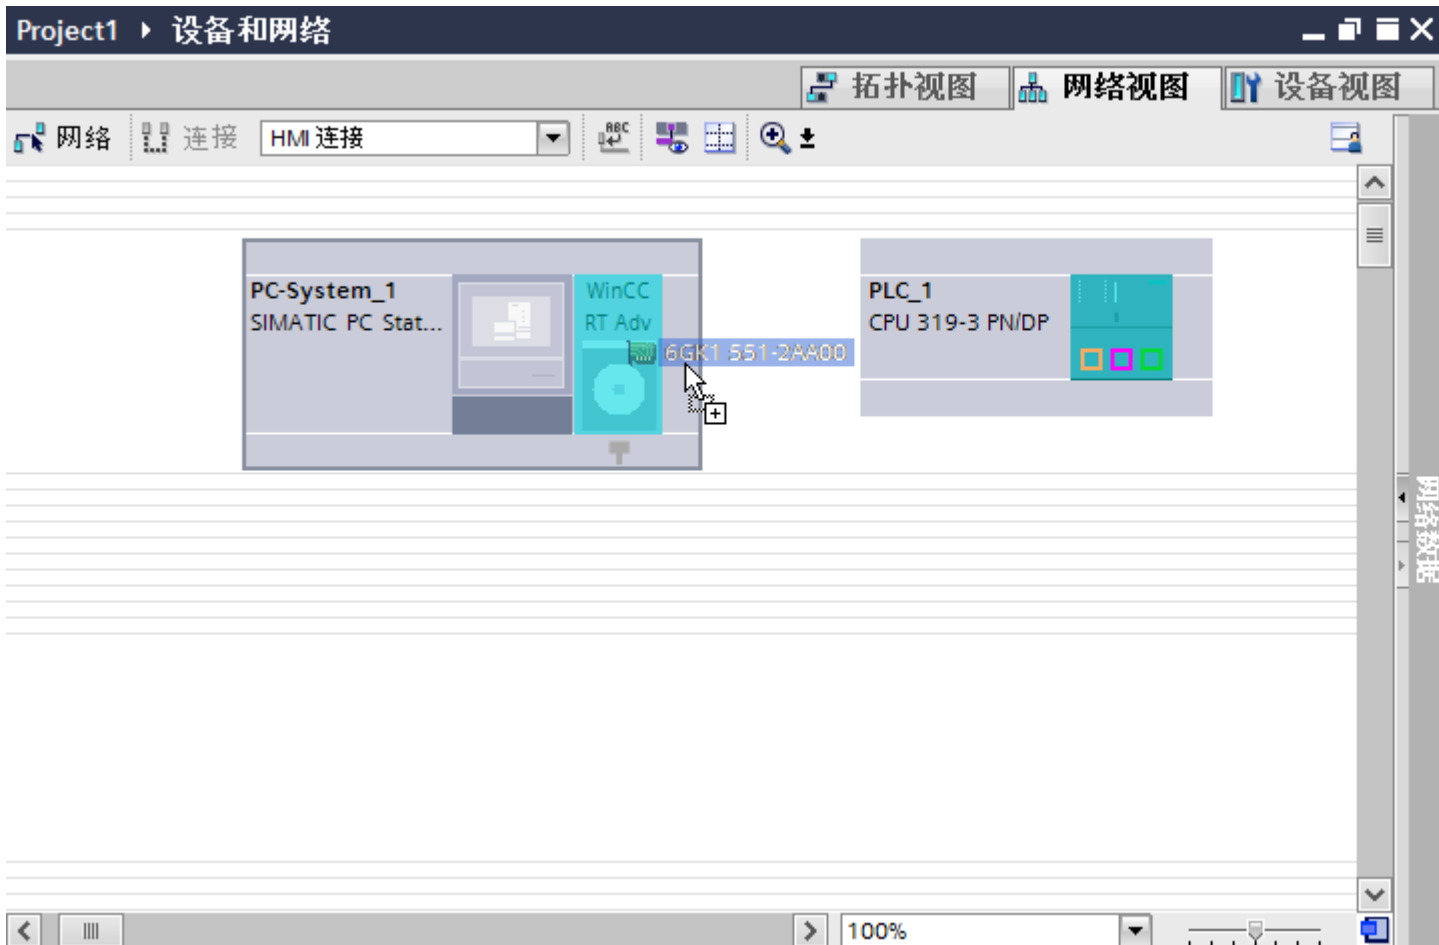 Project1 ▸ 设备和网络
拓扑视图
网络视图
设备视图
网络
连接
HMI 连接
ABC
PC-System_1
SIMATIC PC Stat...
WinCC
RT Adv
6GK1 551-2AA00
PLC_1
CPU 319-3 PN/DP
网络数据
100%